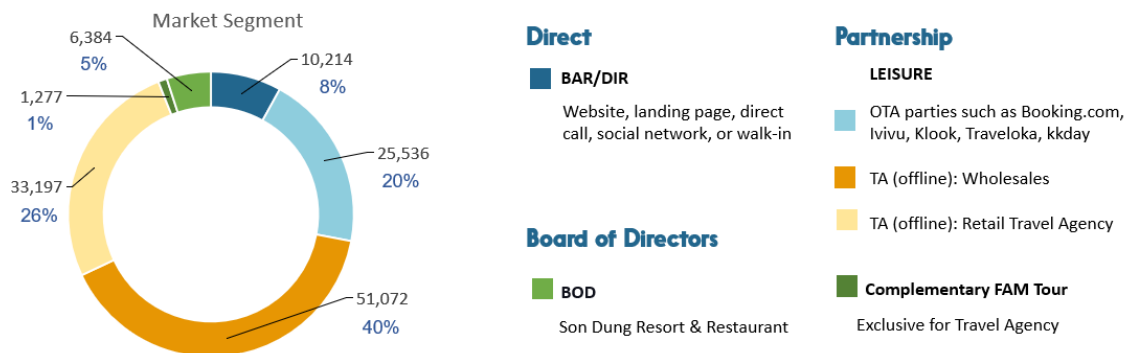 Market Segment
6,384
5%
10,214
8%
1,277
1%
25,536
20%
33,197
26%
51,072
40%
Direct
BAR/DIR
Website, landing page, direct
call, social network, or walk-in
Board of Directors
BOD
Son Dung Resort & Restaurant
Partnership
LEISURE
OTA parties such as Booking.com,
Ivivu, Klook, Traveloka, kkday
TA (offline): Wholesales
TA (offline): Retail Travel Agency
Complementary FAM Tour
Exclusive for Travel Agency